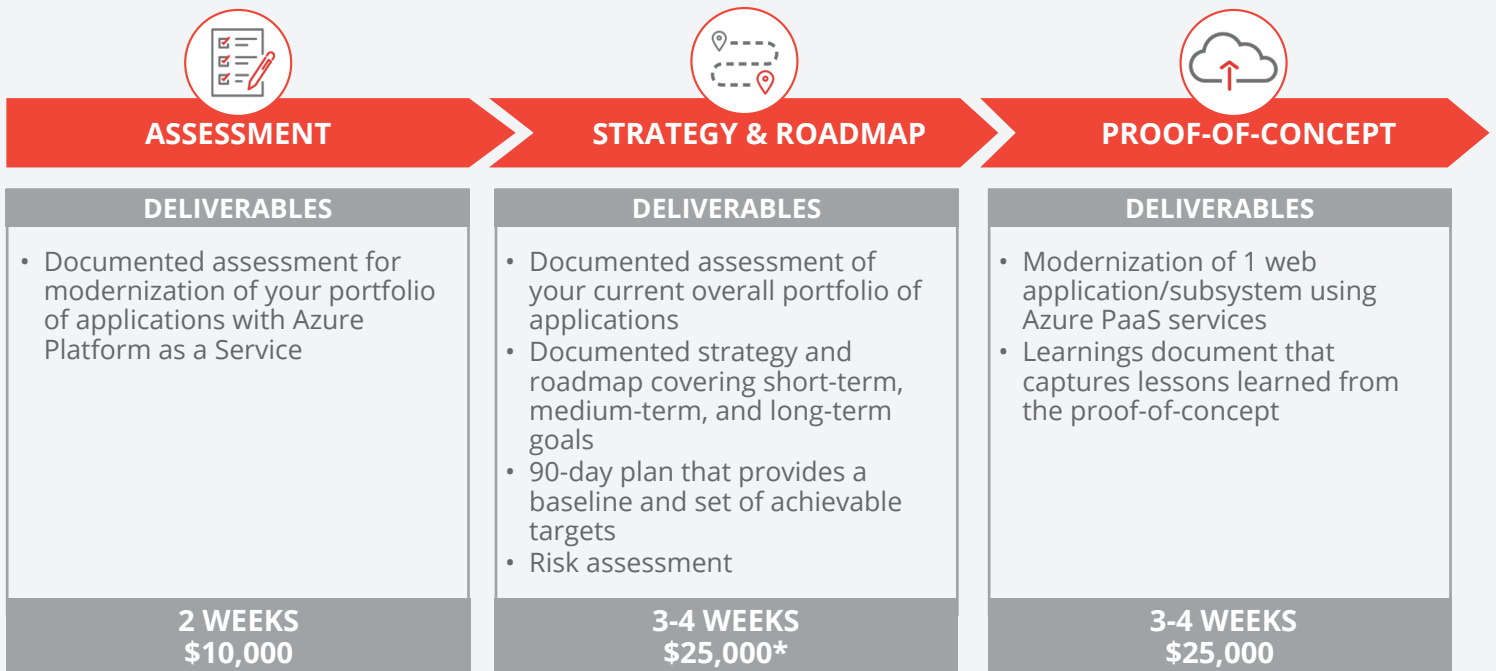 ASSESSMENT
DELIVERABLES
• Documented assessment for
modernization of your portfolio
of applications with Azure
Platform as a Service
2 WEEKS
$10,000
STRATEGY & ROADMAP
DELIVERABLES
• Documented assessment of
your current overall portfolio of
applications
• Documented strategy and
roadmap covering short-term,
medium-term, and long-term
goals
• 90-day plan that provides a
baseline and set of achievable
targets
• Risk assessment
3-4 WEEKS
$25,000*
PROOF-OF-CONCEPT
DELIVERABLES
• Modernization of 1 web
application/subsystem using
Azure PaaS services
• Learnings document that
captures lessons learned from
the proof-of-concept
3-4 WEEKS
$25,000